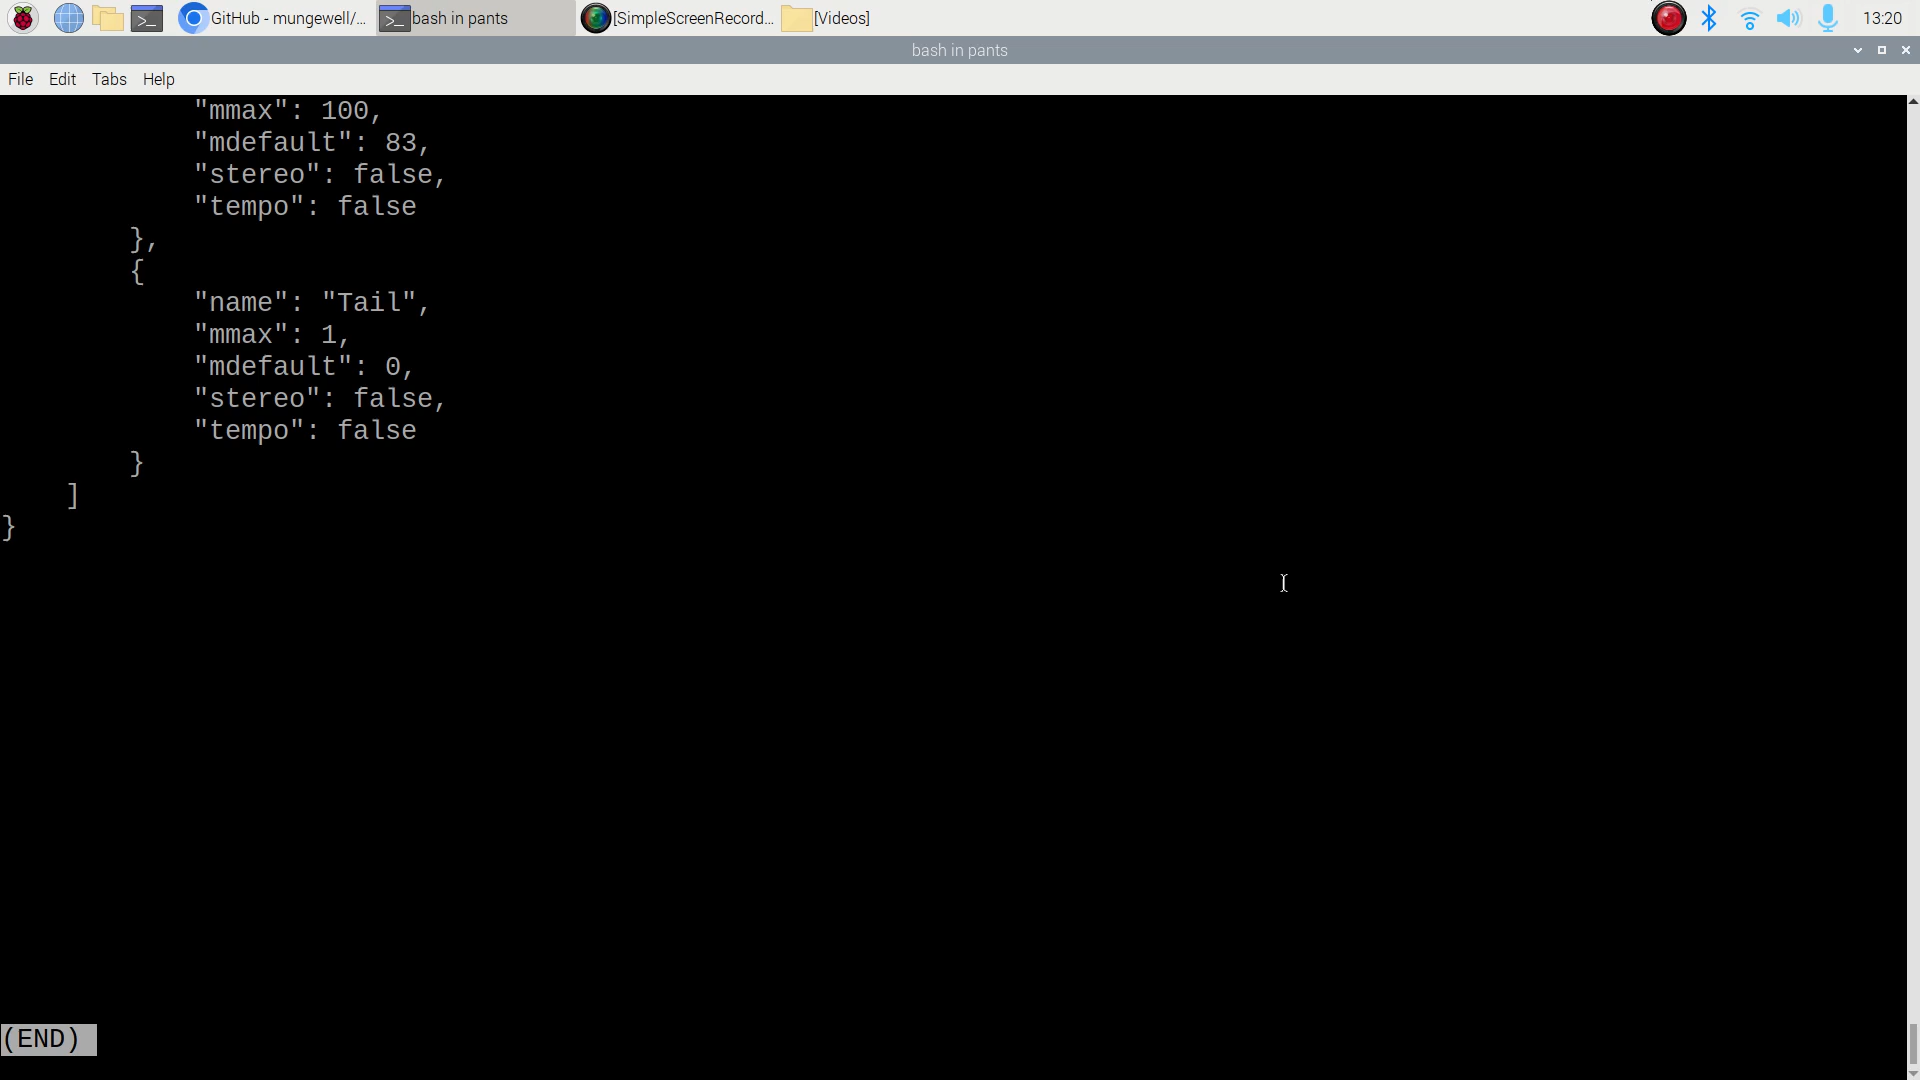 GitHub - mungewell/... bash in pants [SimpleScreenRecord... [Videos] 13:20
bash in pants
File Edit Tabs Help
"mmax": 100,
"mdefault": 83,
"stereo": false,
"tempo": false
},
{
"name": "Tail",
"mmax": 1,
"mdefault": 0,
"stereo": false,
"tempo": false
}
]
}
(END)